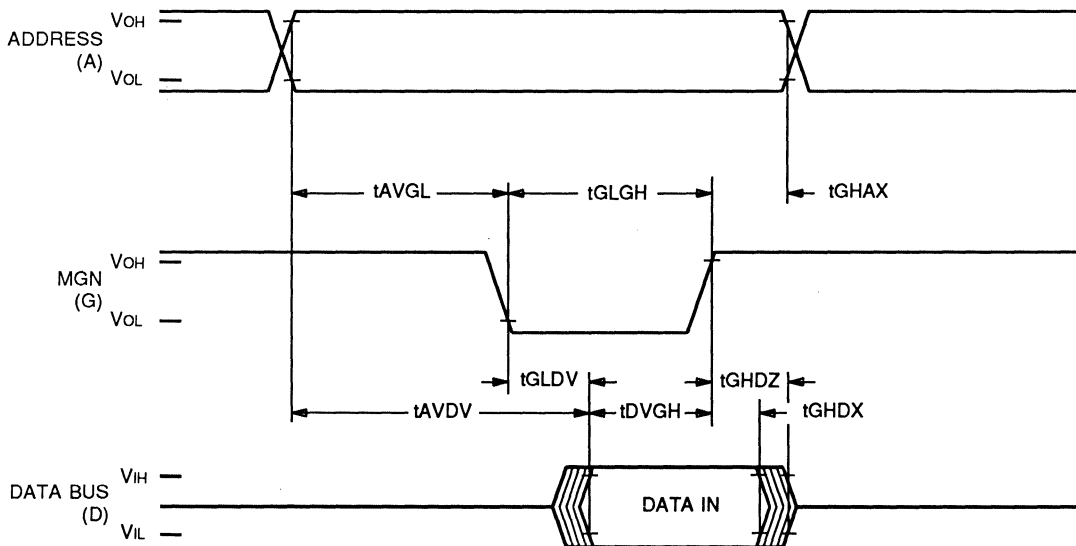 ADDRESS
(A)
VOH
VOL
tAVGL
tGLGH
tGHAX
MGN
(G)
VOH
VOL
tGLDV
tGHDZ
tAVDV
tDVGH
tGHDX
DATA BUS
(D)
VIH
VIL
DATA IN